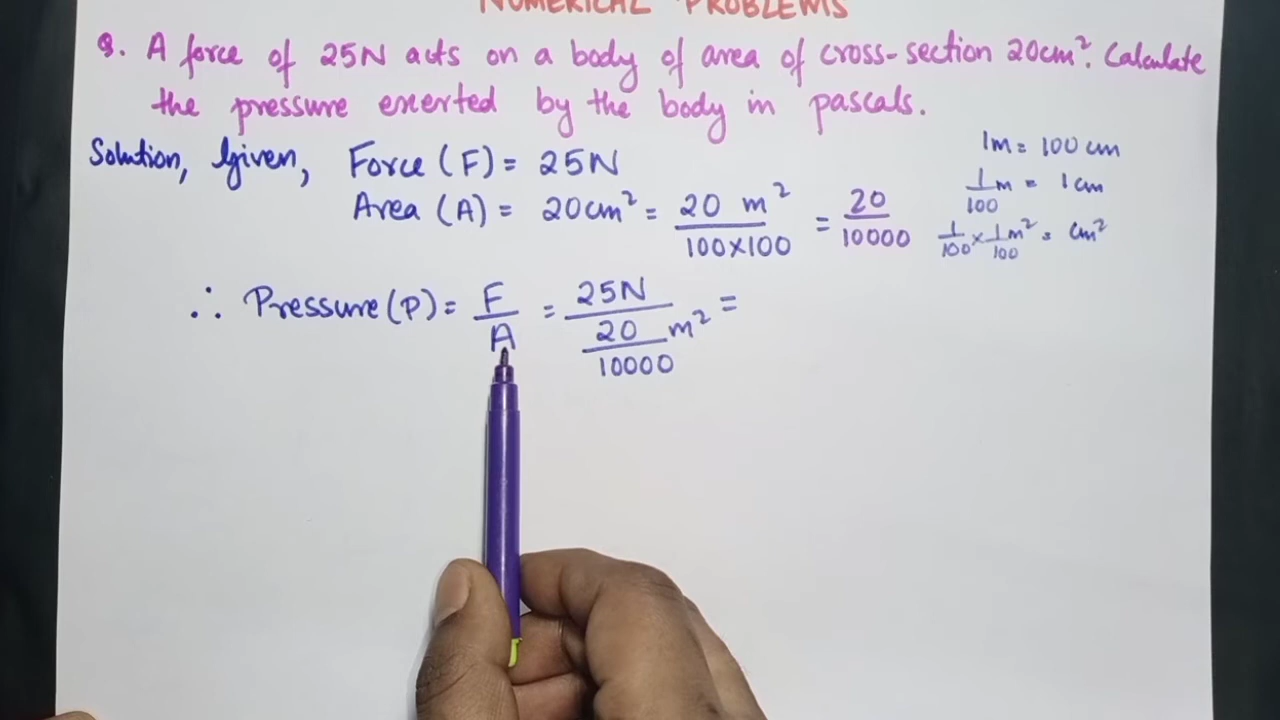 NUMERICAL PROBLEMS
Q. A force of 25N acts on a body of area of cross-section 20cm². Calculate
the pressure exerted by the body in pascals.
Solution, Given, Force (F) = 25N
Area (A) = 20cm² = 20 m² / 100×100 = 20 / 10000
1m = 100 cm
1/100 m = 1 cm
1/100 × 1/100 m² = cm²
∴ Pressure (P) = F/A = 25N / (20/10000 m²) =